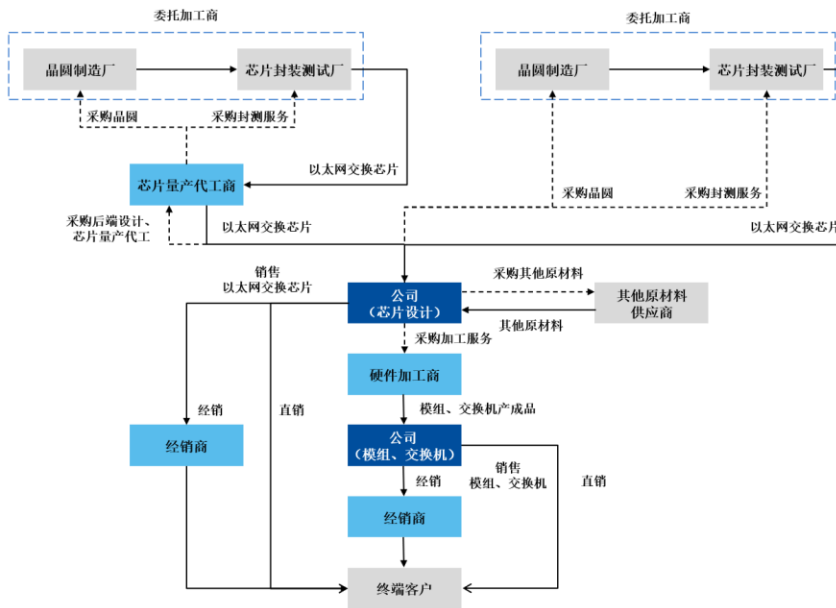 委托加工商
委托加工商
晶圆制造厂
芯片封装测试厂
晶圆制造厂
芯片封装测试厂
采购晶圆
采购封测服务
以太网交换芯片
芯片量产代工商
采购晶圆
采购封测服务
采购后端设计、
芯片量产代工
以太网交换芯片
以太网交换芯片
销售
以太网交换芯片
公司
（芯片设计）
采购其他原材料
其他原材料
其他原材料
供应商
采购加工服务
硬件加工商
模组、交换机产成品
经销
直销
经销商
公司
（模组、交换机）
经销
销售
模组、交换机
直销
经销商
终端客户